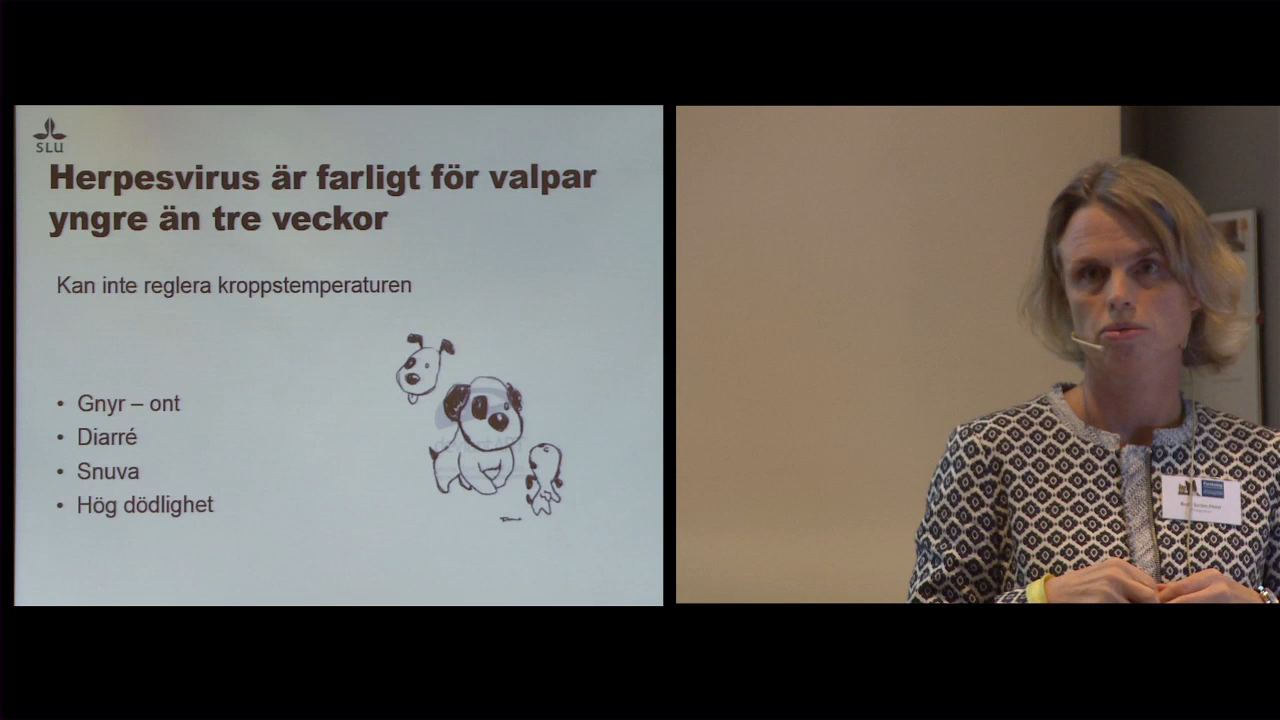 SLU
Herpesvirus är farligt för valpar
yngre än tre veckor
Kan inte reglera kroppstemperaturen
• Gnyr – ont
• Diarré
• Snuva
• Hög dödlighet